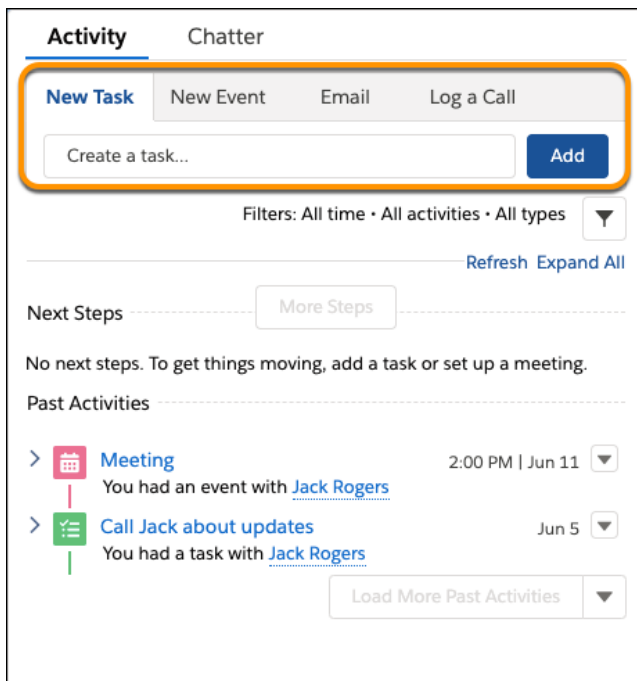 Activity Chatter
New Task New Event Email Log a Call
Create a task... Add
Filters: All time • All activities • All types
Refresh Expand All
Next Steps More Steps
No next steps. To get things moving, add a task or set up a meeting.
Past Activities
Meeting 2:00 PM | Jun 11
You had an event with Jack Rogers
Call Jack about updates Jun 5
You had a task with Jack Rogers
Load More Past Activities